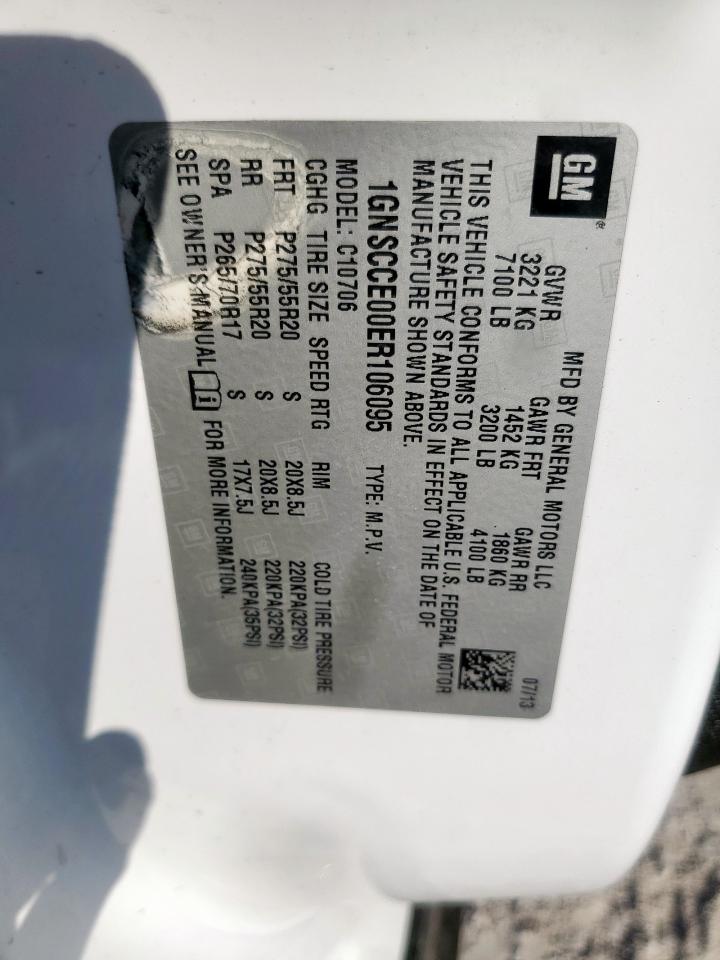 GM
MFD BY GENERAL MOTORS LLC 07/13
GVWR GAWR FRT GAWR RR
3221 KG 1452 KG 1860 KG
7100 LB 3200 LB 4100 LB
THIS VEHICLE CONFORMS TO ALL APPLICABLE U.S. FEDERAL MOTOR
VEHICLE SAFETY STANDARDS IN EFFECT ON THE DATE OF
MANUFACTURE SHOWN ABOVE.
1GNSCCE00ER106095 TYPE: M.P.V.
MODEL: C10706
CGHG TIRE SIZE SPEED RTG RIM COLD TIRE PRESSURE
FRT P275/55R20 S 20X8.5J 220KPA(32PSI)
RR P275/55R20 S 20X8.5J 220KPA(32PSI)
SPA P265/70R17 S 17X7.5J 240KPA(35PSI)
SEE OWNER'S MANUAL i FOR MORE INFORMATION.